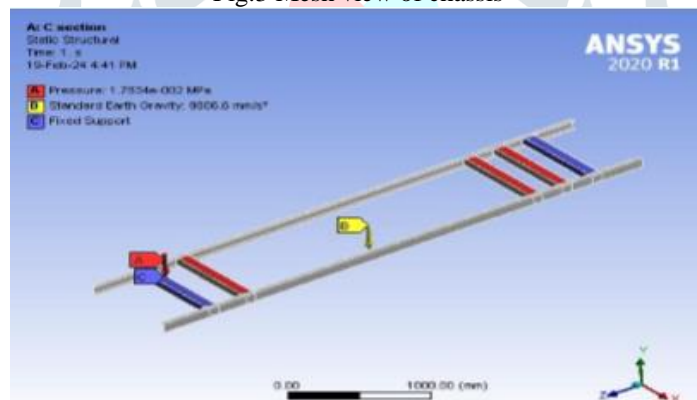 Fig.3 Mesh view of chassis
A: C section
Static Structural
Time: 1. s
19-Feb-24 4:41 PM
A Pressure: 1.7534e-002 MPa
B Standard Earth Gravity: 9806.6 mm/s²
C Fixed Support
ANSYS
2020 R1
B
A
C
0.00 1000.00 (mm)
Y
Z X